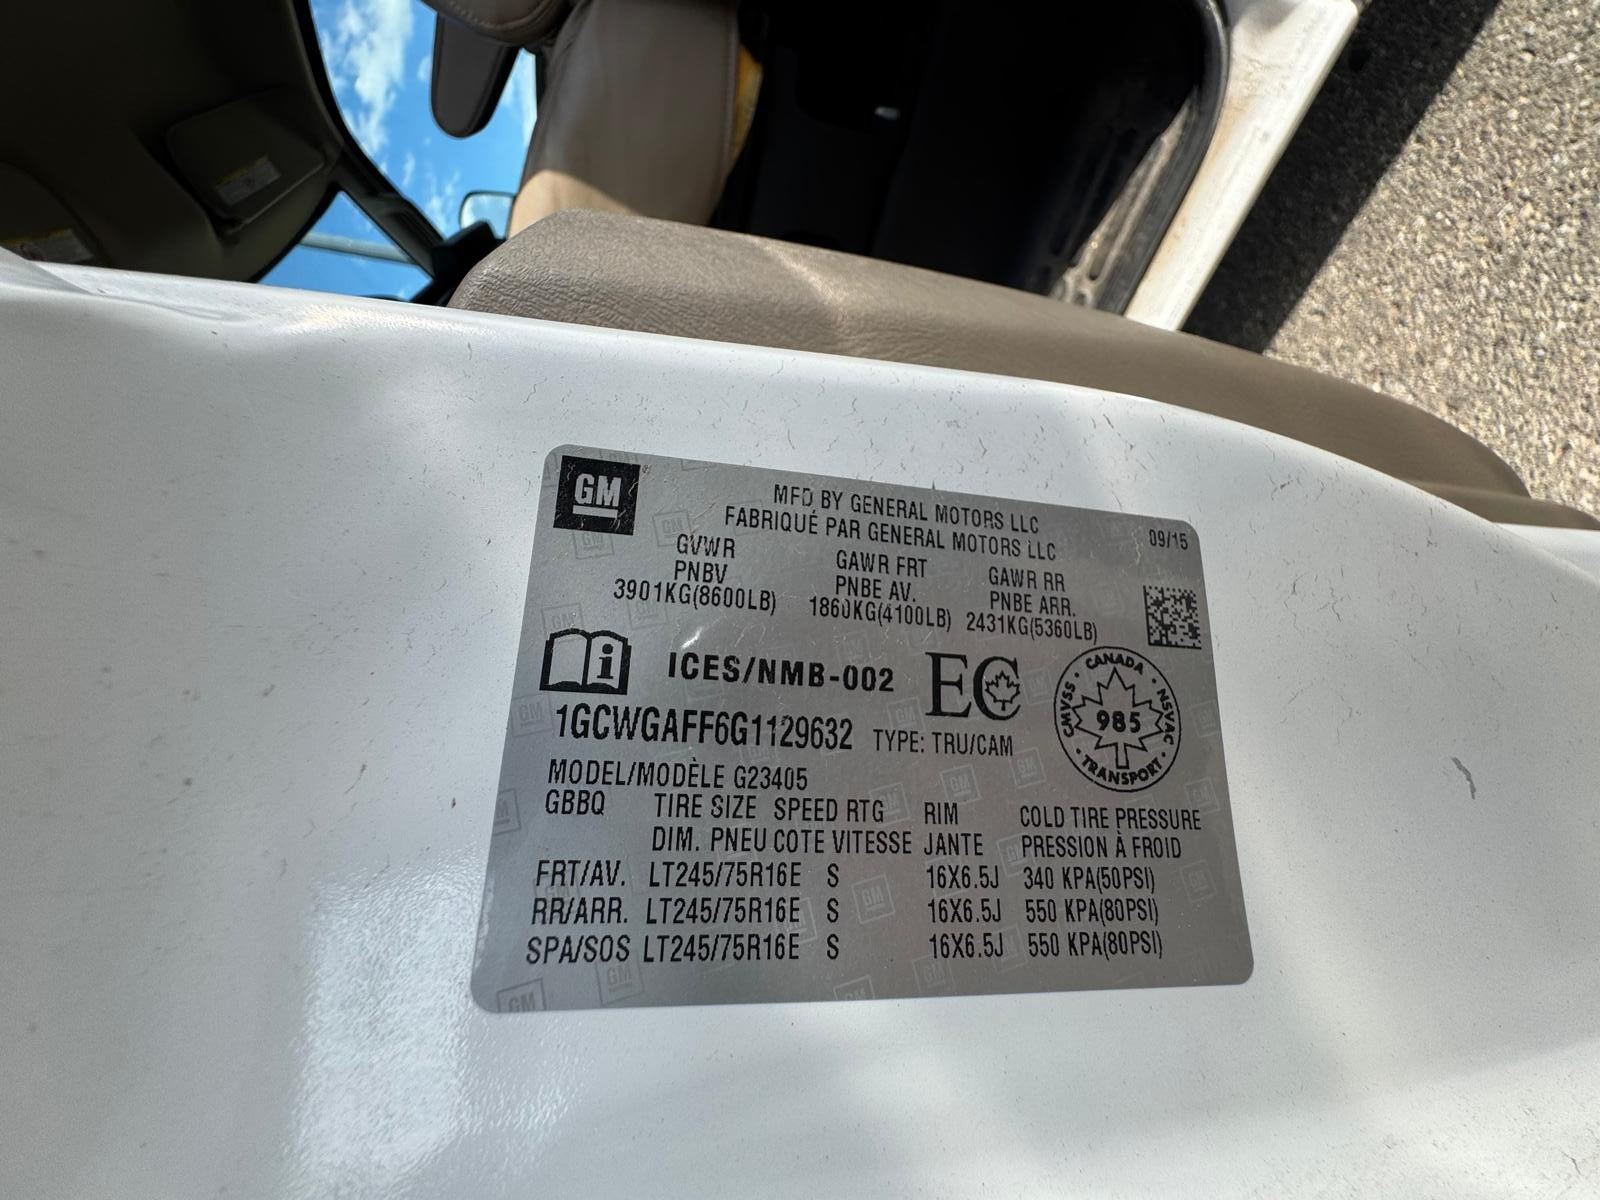 GM
MFD BY GENERAL MOTORS LLC
FABRIQUÉ PAR GENERAL MOTORS LLC
09/15
GVWR GAWR FRT GAWR RR
PNBV PNBE AV. PNBE ARR.
3901KG(8600LB) 1860KG(4100LB) 2431KG(5360LB)
ICES/NMB-002 EC
CANADA
CMVSS 985 NSVAC
TRANSPORT
1GCWGAFF6G1129632 TYPE: TRU/CAM
MODEL/MODÈLE G23405
GBBQ TIRE SIZE SPEED RTG RIM COLD TIRE PRESSURE
DIM. PNEU COTE VITESSE JANTE PRESSION À FROID
FRT/AV. LT245/75R16E S 16X6.5J 340 KPA(50PSI)
RR/ARR. LT245/75R16E S 16X6.5J 550 KPA(80PSI)
SPA/SOS LT245/75R16E S 16X6.5J 550 KPA(80PSI)